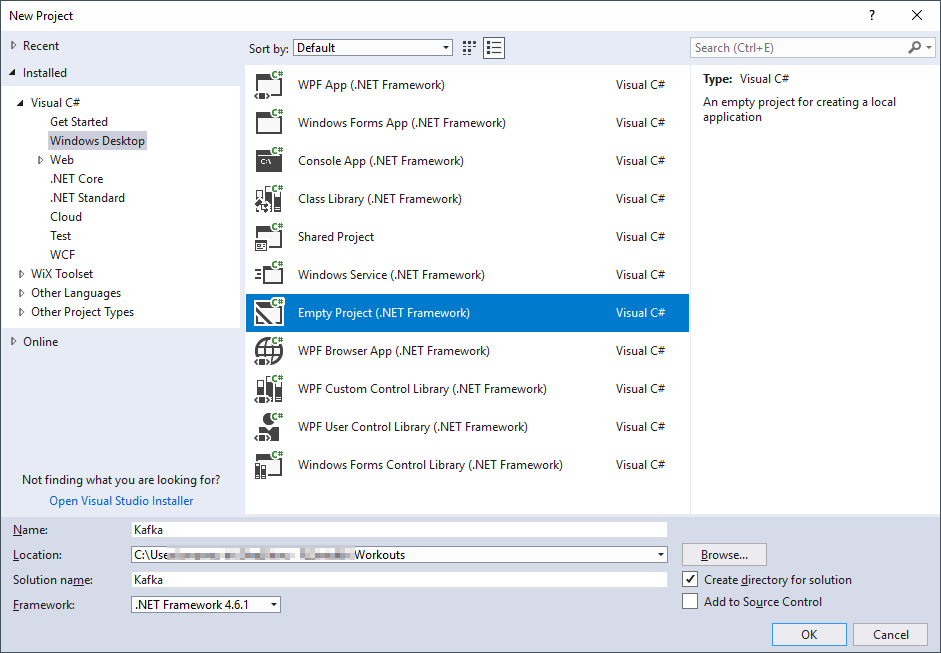 New Project
?
Recent
Installed
Visual C#
Get Started
Windows Desktop
Web
.NET Core
.NET Standard
Cloud
Test
WCF
WiX Toolset
Other Languages
Other Project Types
Online
Not finding what you are looking for?
Open Visual Studio Installer
Sort by: Default
C# WPF App (.NET Framework) Visual C#
C# Windows Forms App (.NET Framework) Visual C#
C# C:\ Console App (.NET Framework) Visual C#
C# Class Library (.NET Framework) Visual C#
Shared Project Visual C#
C# Windows Service (.NET Framework) Visual C#
C# Empty Project (.NET Framework) Visual C#
C# WPF Browser App (.NET Framework) Visual C#
C# WPF Custom Control Library (.NET Framework) Visual C#
C# WPF User Control Library (.NET Framework) Visual C#
C# Windows Forms Control Library (.NET Framework) Visual C#
Search (Ctrl+E)
Type: Visual C#
An empty project for creating a local
application
Name: Kafka
Location: C:\Use Workouts Browse...
Solution name: Kafka Create directory for solution
Framework: .NET Framework 4.6.1 Add to Source Control
OK Cancel